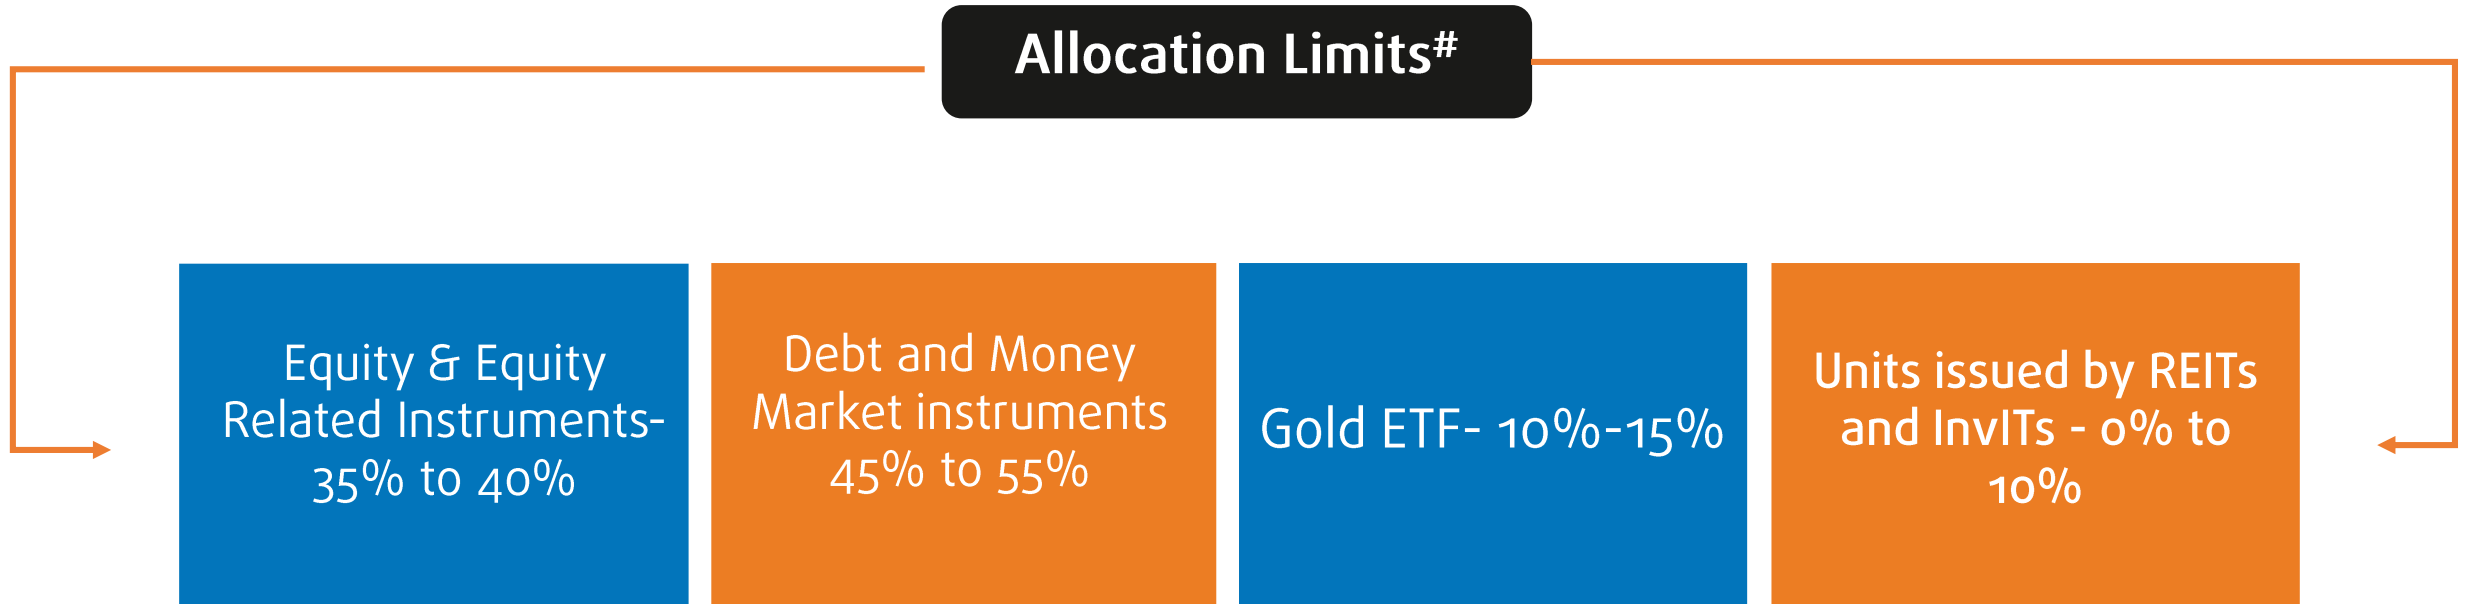 Allocation Limits#
Equity & Equity
Related Instruments-
35% to 40%
Debt and Money
Market instruments
45% to 55%
Gold ETF- 10%-15%
Units issued by REITs
and InvITs - 0% to
10%